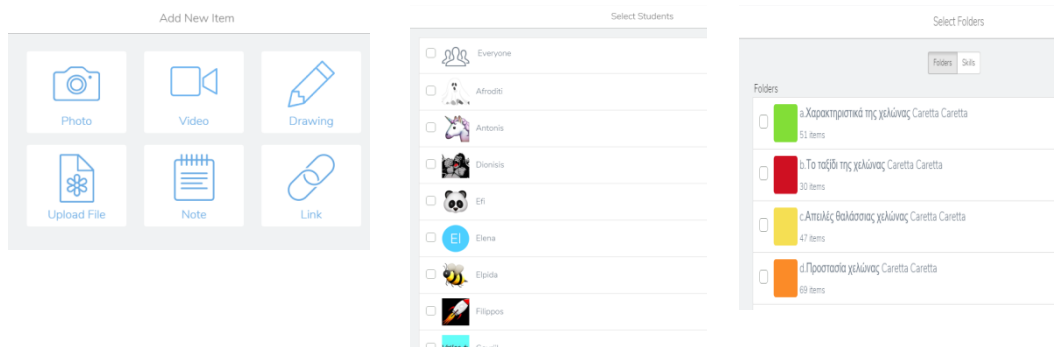 Add New Item
Photo
Video
Drawing
Upload File
Note
Link
Select Students
Everyone
Afroditi
Antonis
Dionisis
Efi
El Elena
Elpida
Filippos
Select Folders
Folders Skills
Folders
a.Χαρακτηριστικά της χελώνας Caretta Caretta
51 items
b.Το ταξίδι της χελώνας Caretta Caretta
30 items
c.Απειλές θαλάσσιας χελώνας Caretta Caretta
47 items
d.Προστασία χελώνας Caretta Caretta
69 items